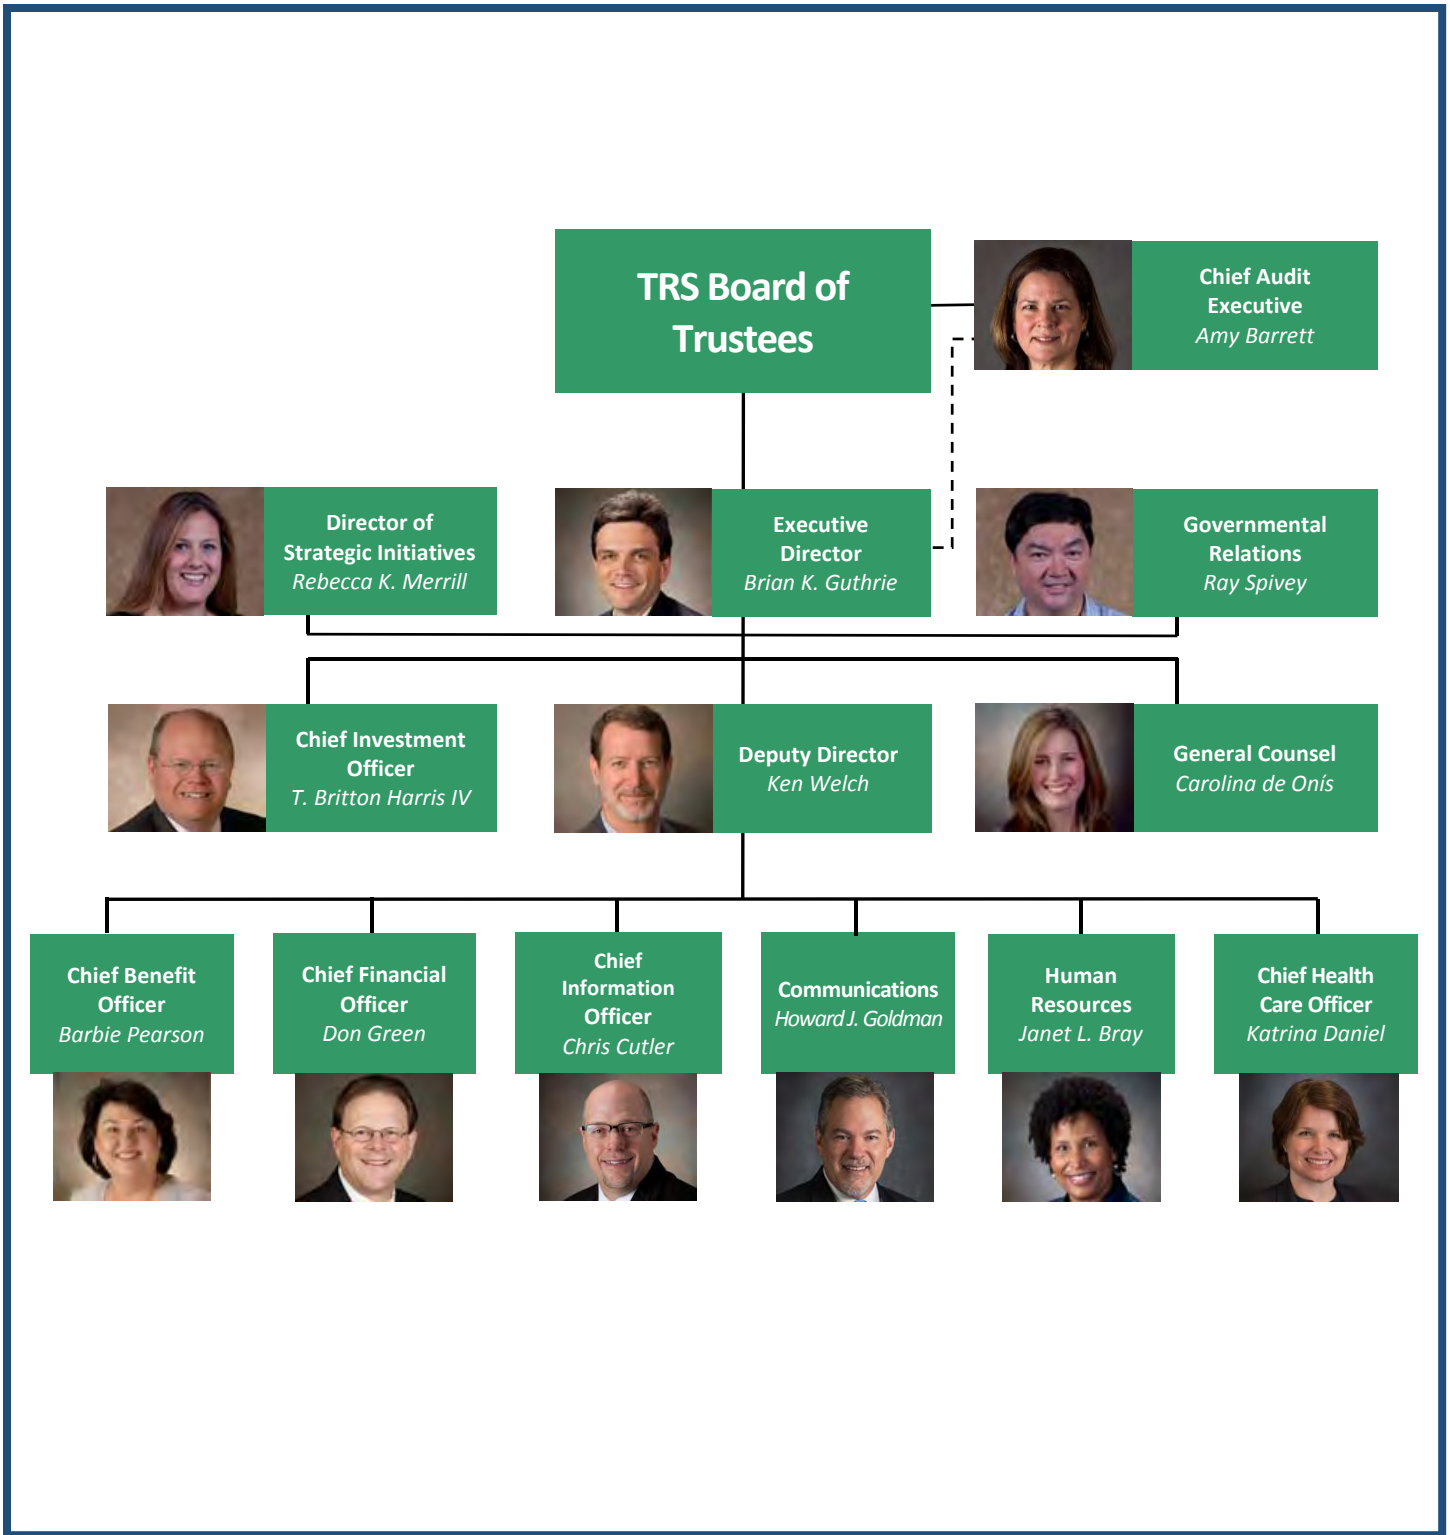 TRS Board of
Trustees
Chief Audit
Executive
Amy Barrett
Director of
Strategic Initiatives
Rebecca K. Merrill
Executive
Director
Brian K. Guthrie
Governmental
Relations
Ray Spivey
Chief Investment
Officer
T. Britton Harris IV
Deputy Director
Ken Welch
General Counsel
Carolina de Onís
Chief Benefit
Officer
Barbie Pearson
Chief Financial
Officer
Don Green
Chief
Information
Officer
Chris Cutler
Communications
Howard J. Goldman
Human
Resources
Janet L. Bray
Chief Health
Care Officer
Katrina Daniel